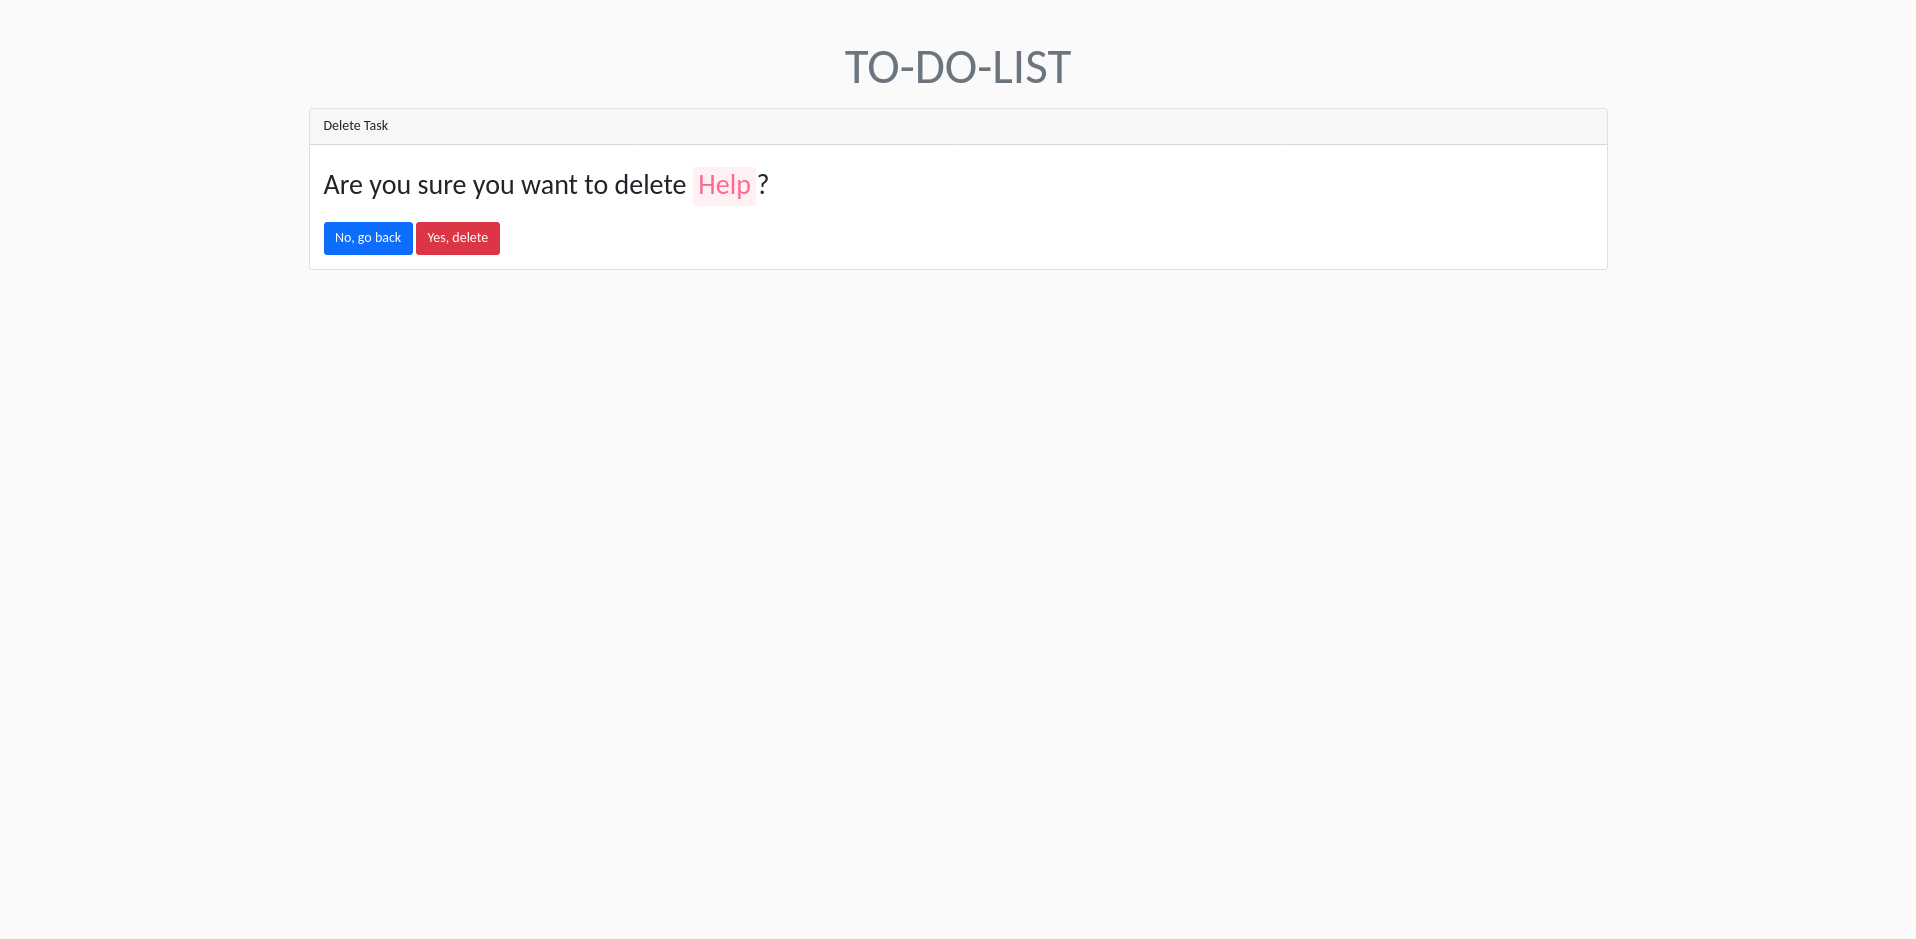 TO-DO-LIST
Delete Task
Are you sure you want to delete Help ?
No, go back Yes, delete